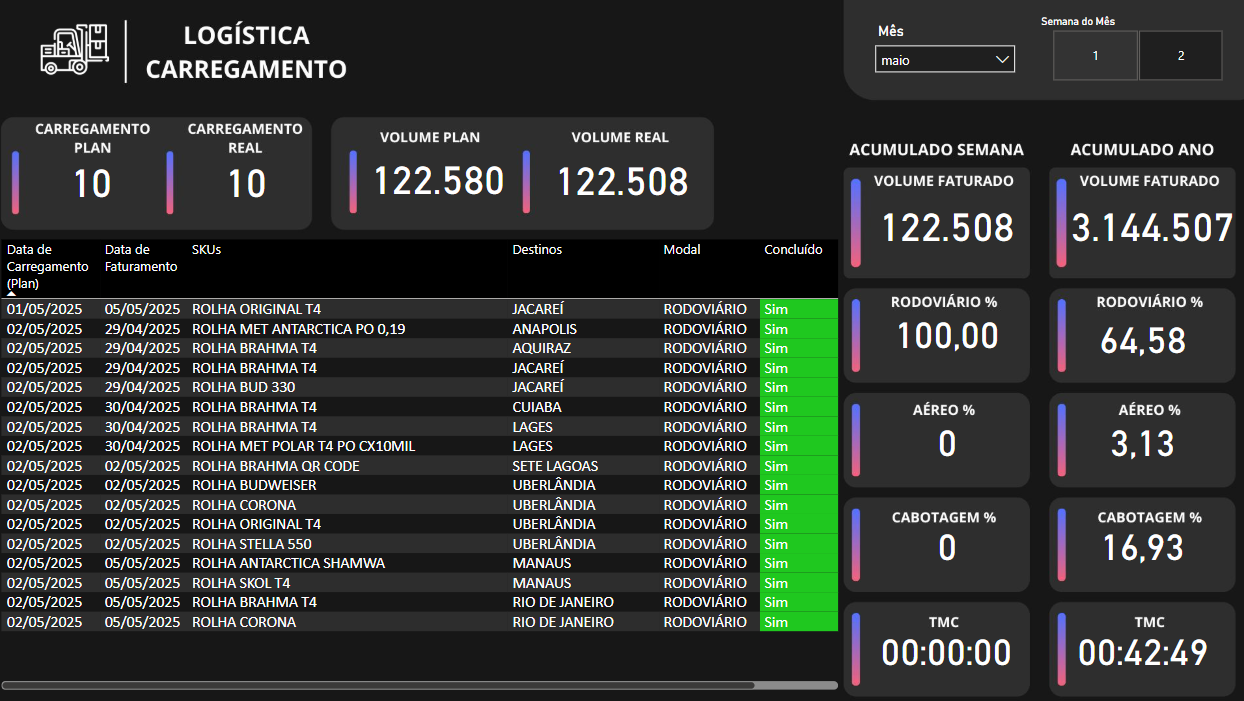 LOGÍSTICA
CARREGAMENTO
Mês
maio
Semana do Mês
1
2
CARREGAMENTO
PLAN
10
CARREGAMENTO
REAL
10
VOLUME PLAN
122.580
VOLUME REAL
122.508
Data de
Carregamento
(Plan)
Data de
Faturamento
SKUs
Destinos
Modal
Concluído
01/05/2025 05/05/2025 ROLHA ORIGINAL T4 JACAREÍ RODOVIÁRIO Sim
02/05/2025 29/04/2025 ROLHA MET ANTARCTICA PO 0,19 ANAPOLIS RODOVIÁRIO Sim
02/05/2025 29/04/2025 ROLHA BRAHMA T4 AQUIRAZ RODOVIÁRIO Sim
02/05/2025 29/04/2025 ROLHA BRAHMA T4 JACAREÍ RODOVIÁRIO Sim
02/05/2025 29/04/2025 ROLHA BUD 330 JACAREÍ RODOVIÁRIO Sim
02/05/2025 30/04/2025 ROLHA BRAHMA T4 CUIABA RODOVIÁRIO Sim
02/05/2025 30/04/2025 ROLHA BRAHMA T4 LAGES RODOVIÁRIO Sim
02/05/2025 30/04/2025 ROLHA MET POLAR T4 PO CX10MIL LAGES RODOVIÁRIO Sim
02/05/2025 02/05/2025 ROLHA BRAHMA QR CODE SETE LAGOAS RODOVIÁRIO Sim
02/05/2025 02/05/2025 ROLHA BUDWEISER UBERLÂNDIA RODOVIÁRIO Sim
02/05/2025 02/05/2025 ROLHA CORONA UBERLÂNDIA RODOVIÁRIO Sim
02/05/2025 02/05/2025 ROLHA ORIGINAL T4 UBERLÂNDIA RODOVIÁRIO Sim
02/05/2025 02/05/2025 ROLHA STELLA 550 UBERLÂNDIA RODOVIÁRIO Sim
02/05/2025 05/05/2025 ROLHA ANTARCTICA SHAMWA MANAUS RODOVIÁRIO Sim
02/05/2025 05/05/2025 ROLHA SKOL T4 MANAUS RODOVIÁRIO Sim
02/05/2025 05/05/2025 ROLHA BRAHMA T4 RIO DE JANEIRO RODOVIÁRIO Sim
02/05/2025 05/05/2025 ROLHA CORONA RIO DE JANEIRO RODOVIÁRIO Sim
ACUMULADO SEMANA
VOLUME FATURADO
122.508
RODOVIÁRIO %
100,00
AÉREO %
0
CABOTAGEM %
0
TMC
00:00:00
ACUMULADO ANO
VOLUME FATURADO
3.144.507
RODOVIÁRIO %
64,58
AÉREO %
3,13
CABOTAGEM %
16,93
TMC
00:42:49